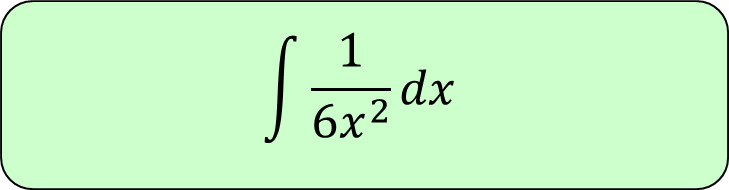 ∫ 1/(6x²) dx